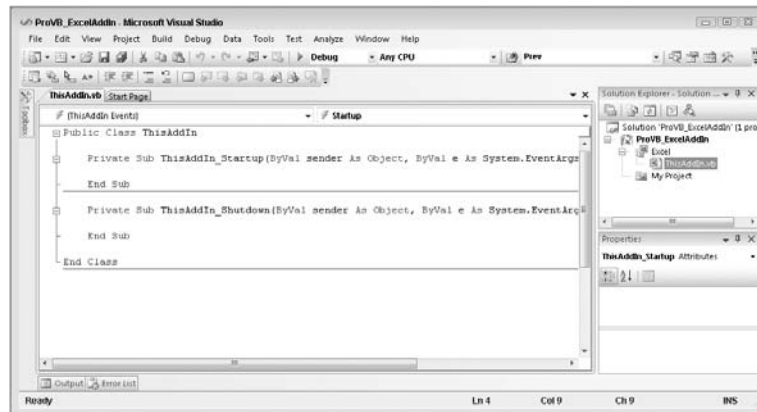 ProVB_ExcelAddIn - Microsoft Visual Studio
File Edit View Project Build Debug Data Tools Test Analyze Window Help
Debug Any CPU Prev
ThisAddIn.vb Start Page
Toolbox
(ThisAddIn Events) Startup
Public Class ThisAddIn
Private Sub ThisAddIn_Startup(ByVal sender As Object, ByVal e As System.EventArgs
End Sub
Private Sub ThisAddIn_Shutdown(ByVal sender As Object, ByVal e As System.EventArg
End Sub
End Class
Solution Explorer - Solution ...
Solution 'ProVB_ExcelAddIn' (1 pro
ProVB_ExcelAddIn
Excel
ThisAddIn.vb
My Project
Properties
ThisAddIn_Startup Attributes
Output Error List
Ready Ln 4 Col 9 Ch 9 INS